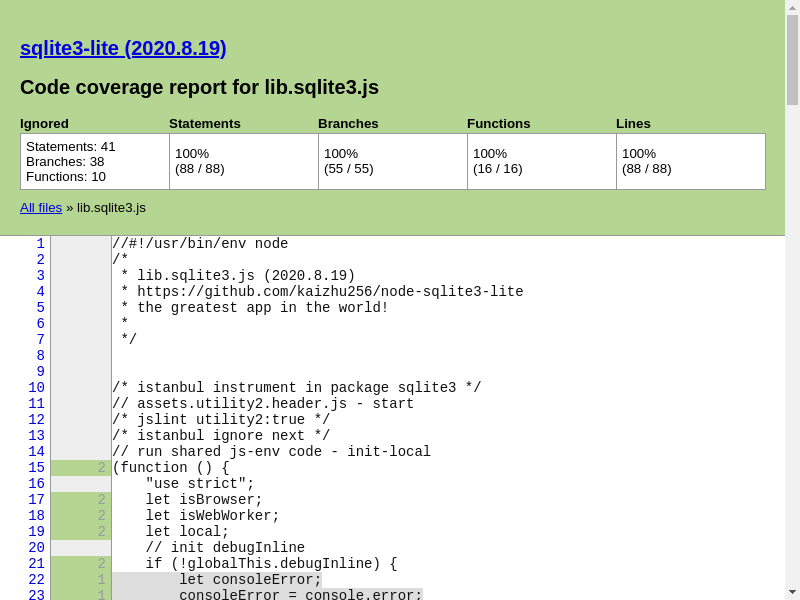 sqlite3-lite (2020.8.19)
Code coverage report for lib.sqlite3.js
Ignored Statements Branches Functions Lines
Statements: 41
Branches: 38
Functions: 10
100%
(88 / 88)
100%
(55 / 55)
100%
(16 / 16)
100%
(88 / 88)
All files » lib.sqlite3.js
1 //#!/usr/bin/env node
2 /*
3  * lib.sqlite3.js (2020.8.19)
4  * https://github.com/kaizhu256/node-sqlite3-lite
5  * the greatest app in the world!
6  *
7  */
8
9
10 /* istanbul instrument in package sqlite3 */
11 // assets.utility2.header.js - start
12 /* jslint utility2:true */
13 /* istanbul ignore next */
14 // run shared js-env code - init-local
15 2 (function () {
16     "use strict";
17 2     let isBrowser;
18 2     let isWebWorker;
19 2     let local;
20     // init debugInline
21 2     if (!globalThis.debugInline) {
22 1         let consoleError;
23 1         consoleError = console.error;